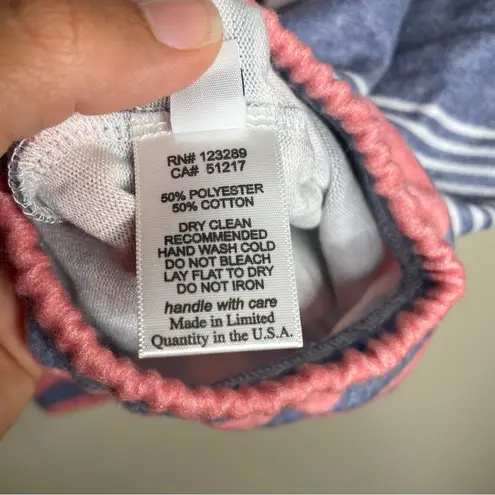 RN# 123289
CA# 51217
50% POLYESTER
50% COTTON
DRY CLEAN
RECOMMENDED
HAND WASH COLD
DO NOT BLEACH
LAY FLAT TO DRY
DO NOT IRON
handle with care
Made in Limited
Quantity in the U.S.A.